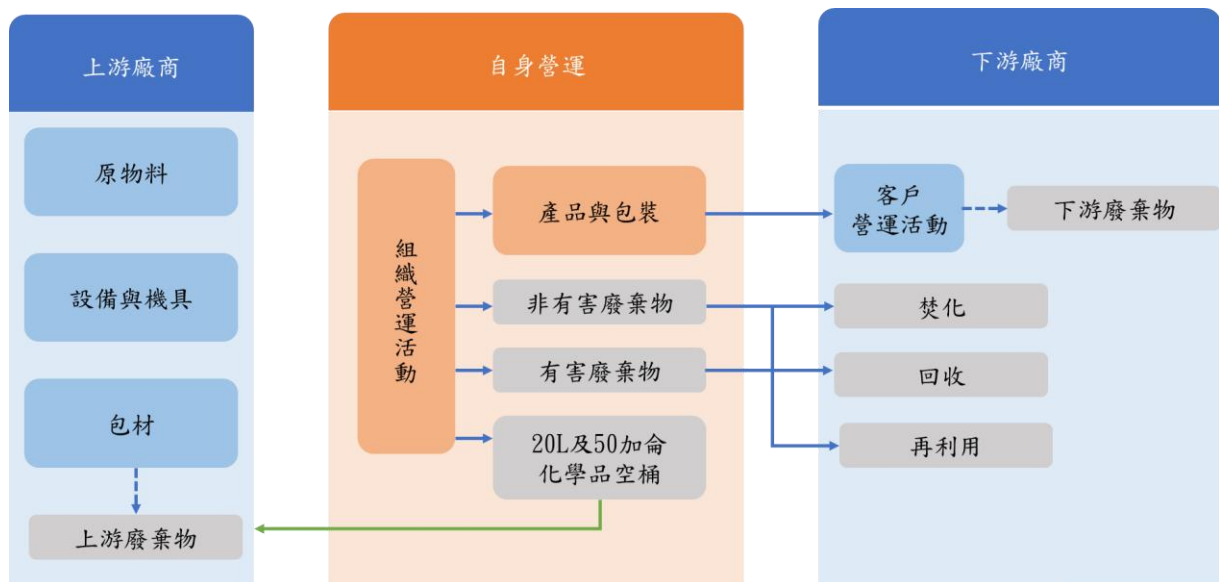 上游廠商
原物料
設備與機具
包材
上游廢棄物
自身營運
組織營運活動
產品與包裝
非有害廢棄物
有害廢棄物
20L及50加侖
化學品空桶
下游廠商
客戶
營運活動
下游廢棄物
焚化
回收
再利用